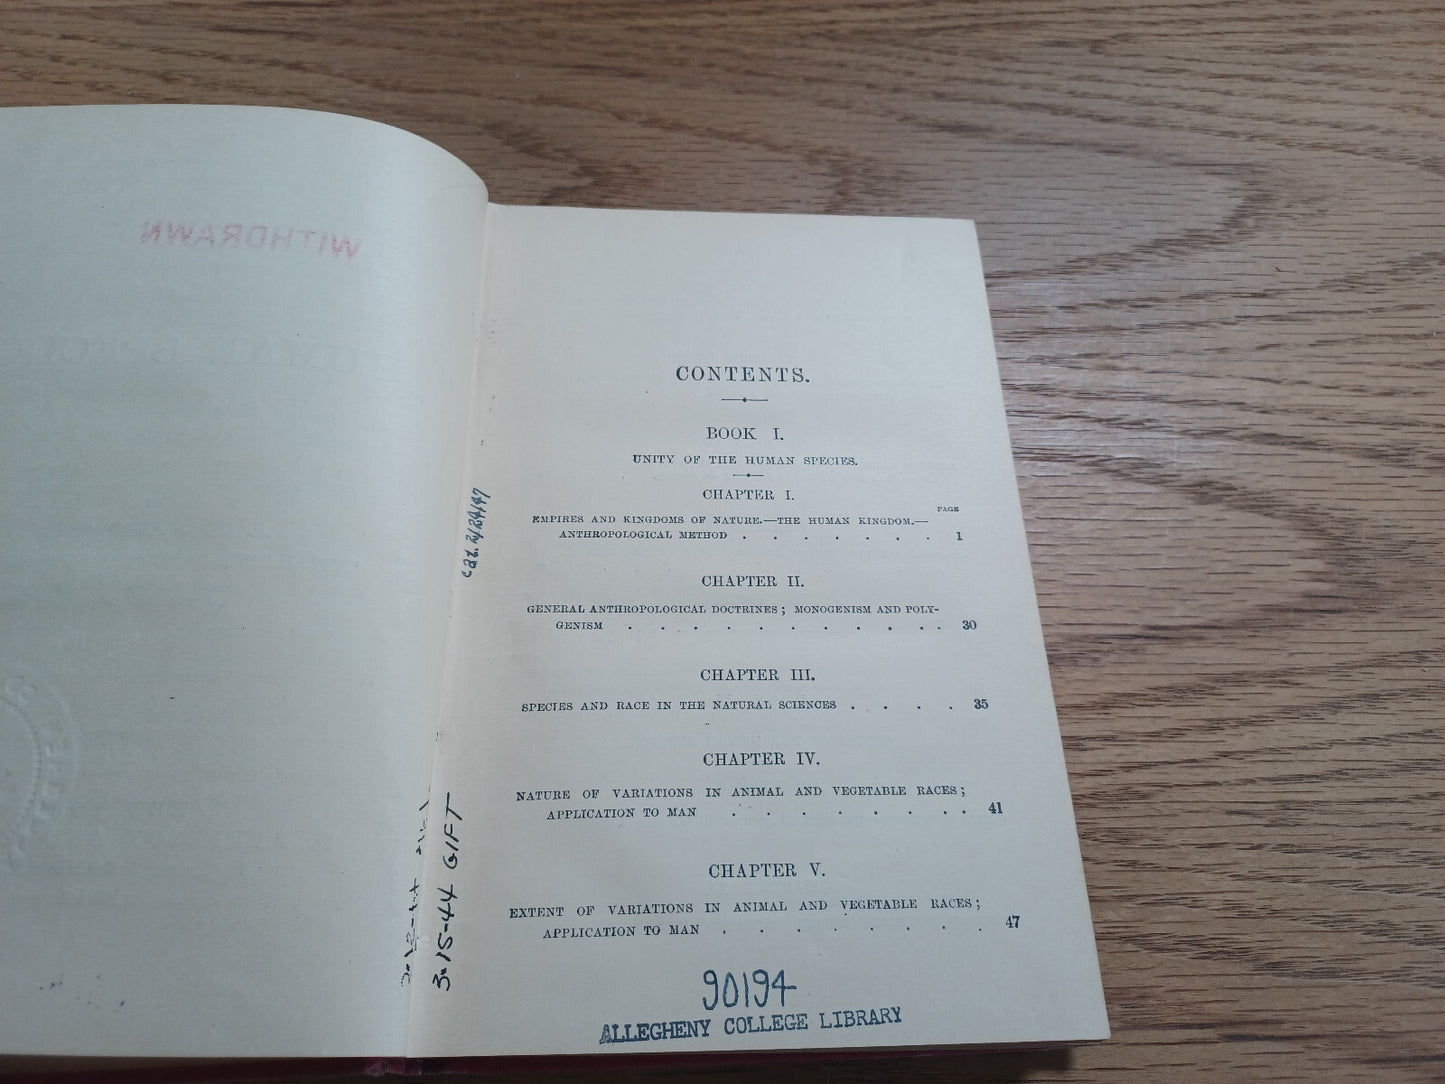 WITHDRAWN
CONTENTS.
BOOK I.
UNITY OF THE HUMAN SPECIES.
CHAPTER I.
PAGE
EMPIRES AND KINGDOMS OF NATURE.—THE HUMAN KINGDOM.—
ANTHROPOLOGICAL METHOD . . . . . . . 1
CHAPTER II.
GENERAL ANTHROPOLOGICAL DOCTRINES; MONOGENISM AND POLY-
GENISM . . . . . . . . . . . 30
CHAPTER III.
SPECIES AND RACE IN THE NATURAL SCIENCES . . . . 35
CHAPTER IV.
NATURE OF VARIATIONS IN ANIMAL AND VEGETABLE RACES;
APPLICATION TO MAN . . . . . . . . 41
CHAPTER V.
EXTENT OF VARIATIONS IN ANIMAL AND VEGETABLE RACES;
APPLICATION TO MAN . . . . . . . . 47
cat. 2/24/47
3-15-44 GIFT
90194
ALLEGHENY COLLEGE LIBRARY